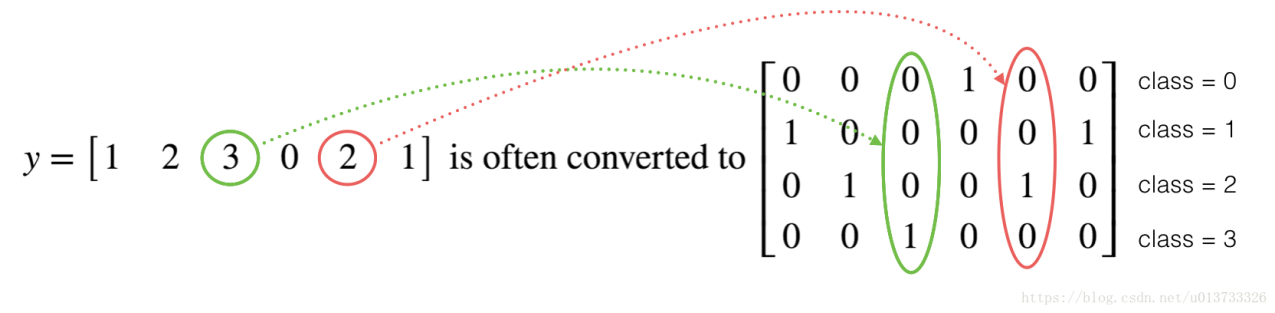 0 0 0 1 0 0 class = 0
1 0 0 0 0 1 class = 1
y = [1 2 3 0 2 1] is often converted to
0 1 0 0 1 0 class = 2
0 0 1 0 0 0 class = 3
https://blog.csdn.net/u013733326